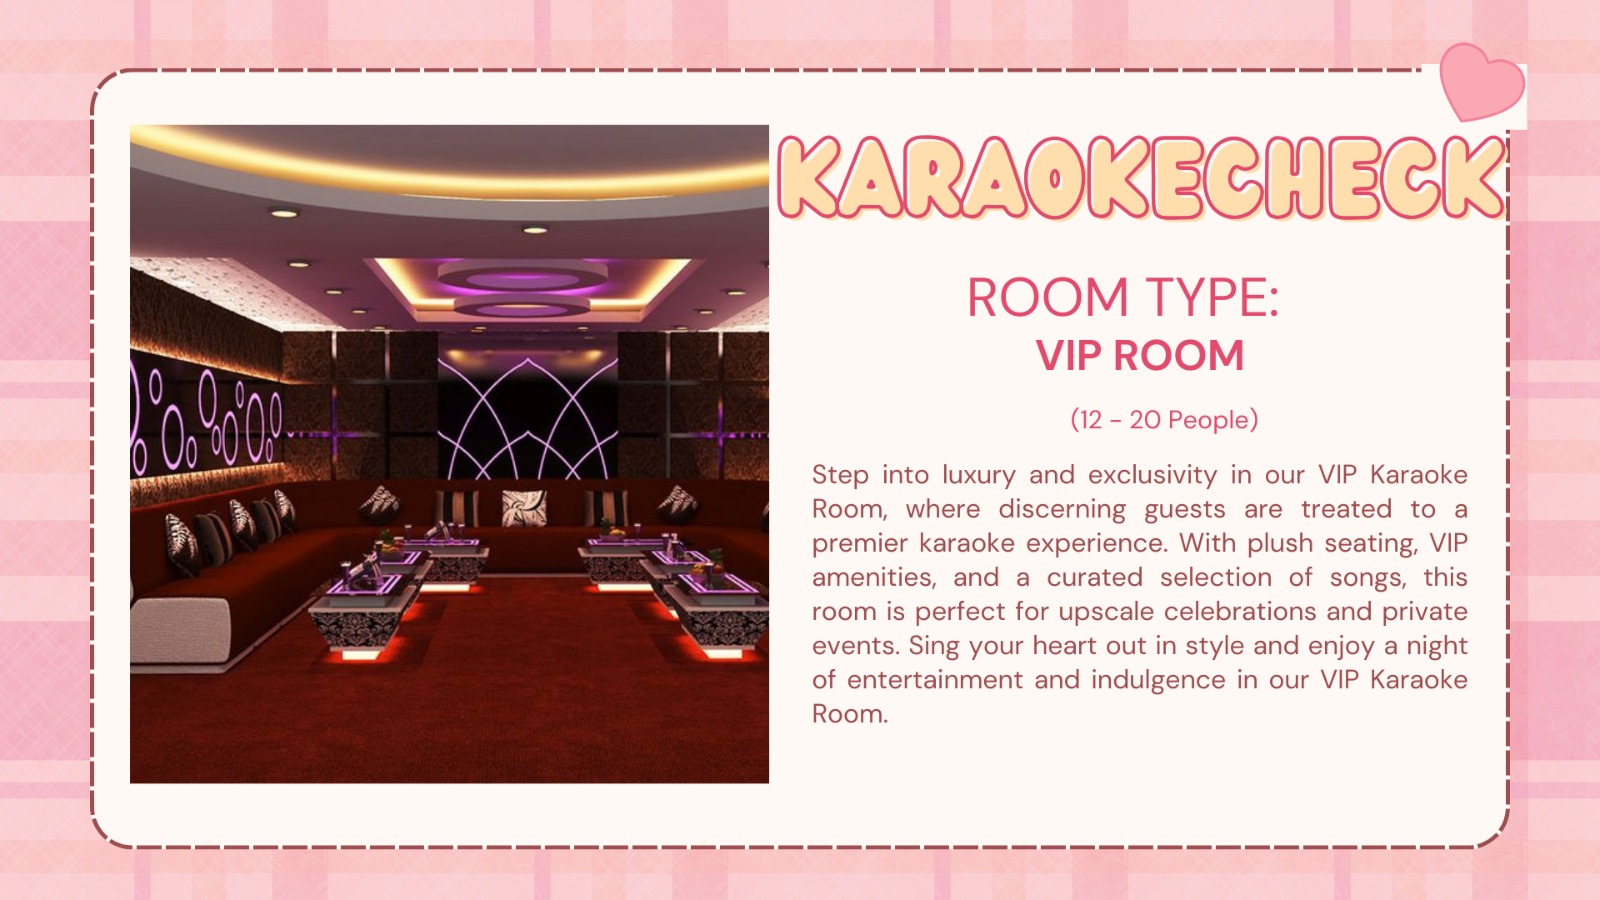 KARAOKECHECK
ROOM TYPE:
VIP ROOM
(12 - 20 People)
Step into luxury and exclusivity in our VIP Karaoke
Room, where discerning guests are treated to a
premier karaoke experience. With plush seating, VIP
amenities, and a curated selection of songs, this
room is perfect for upscale celebrations and private
events. Sing your heart out in style and enjoy a night
of entertainment and indulgence in our VIP Karaoke
Room.